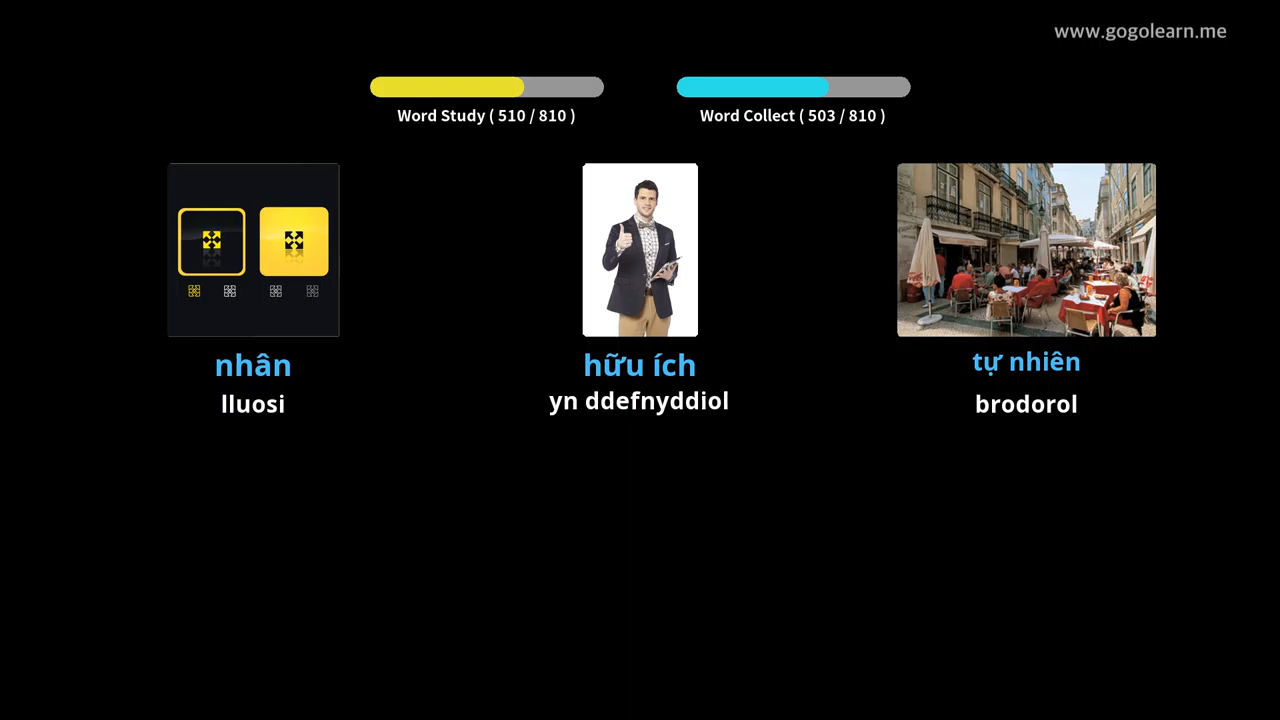 www.gogolearn.me
Word Study ( 510 / 810 )
Word Collect ( 503 / 810 )
nhân
lluosi
hữu ích
yn ddefnyddiol
tự nhiên
brodorol